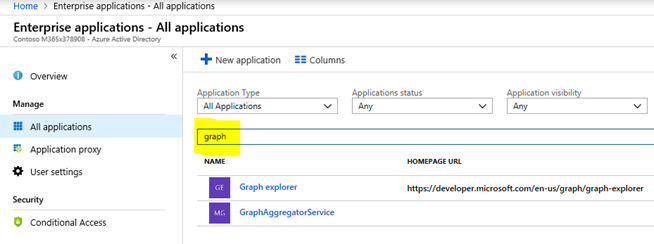 Home > Enterprise applications - All applications
Enterprise applications - All applications
Contoso M365x378908 - Azure Active Directory
«
Overview
Manage
All applications
Application proxy
User settings
Security
Conditional Access
New application
Columns
Application Type
Applications status
Application visibility
All Applications
Any
Any
graph
NAME
HOMEPAGE URL
GE
Graph explorer
https://developer.microsoft.com/en-us/graph/graph-explorer
MG
GraphAggregatorService